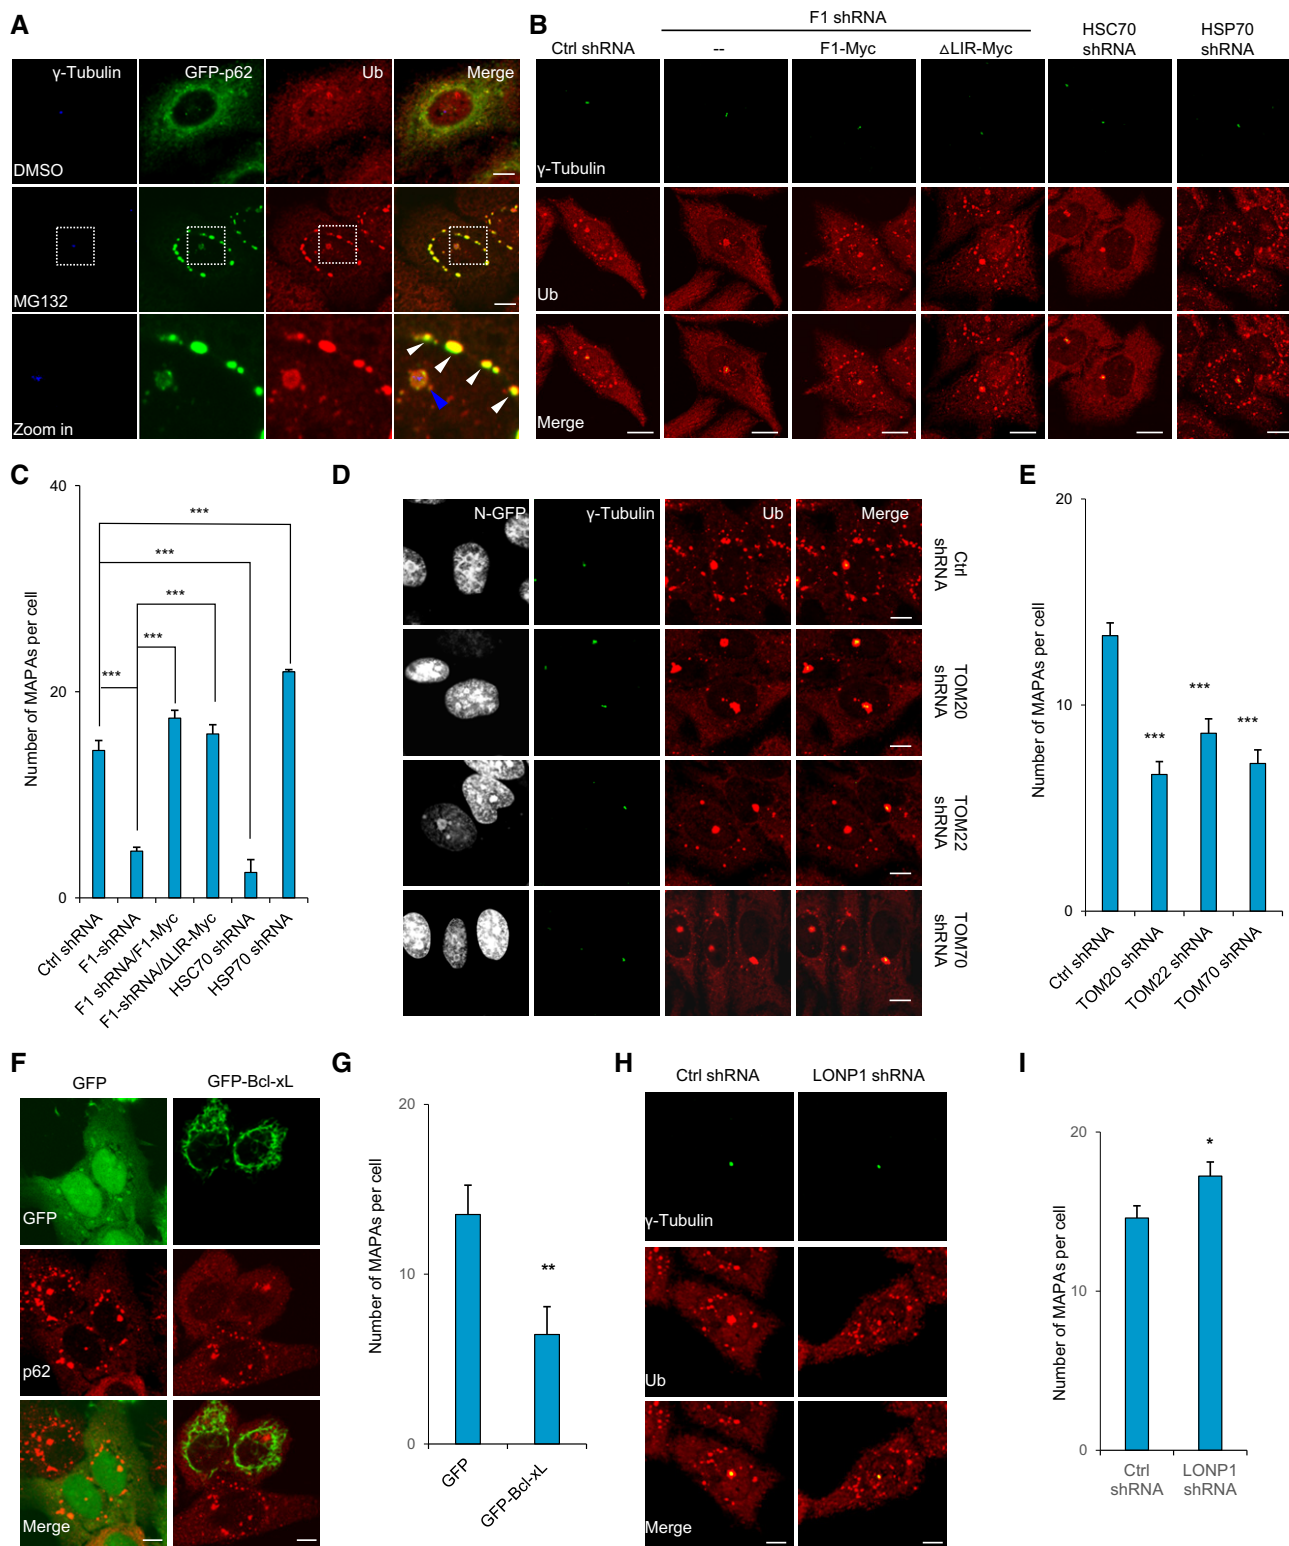 A
γ-Tubulin
GFP-p62
Ub
Merge
DMSO
MG132
Zoom in
B
F1 shRNA
Ctrl shRNA
--
F1-Myc
△LIR-Myc
HSC70
shRNA
HSP70
shRNA
γ-Tubulin
Ub
Merge
C
Number of MAPAs per cell
40
20
0
***
***
***
***
***
Ctrl shRNA
F1-shRNA
F1 shRNA/F1-Myc
F1-shRNA/ΔLIR-Myc
HSC70 shRNA
HSP70 shRNA
D
N-GFP
γ-Tubulin
Ub
Merge
Ctrl
shRNA
TOM20
shRNA
TOM22
shRNA
TOM70
shRNA
E
Number of MAPAs per cell
20
10
0
***
***
***
Ctrl shRNA
TOM20 shRNA
TOM22 shRNA
TOM70 shRNA
F
GFP
GFP-Bcl-xL
GFP
p62
Merge
G
Number of MAPAs per cell
20
10
0
**
GFP
GFP-Bcl-xL
H
Ctrl shRNA
LONP1 shRNA
γ-Tubulin
Ub
Merge
I
Number of MAPAs per cell
20
10
0
*
Ctrl
shRNA
LONP1
shRNA